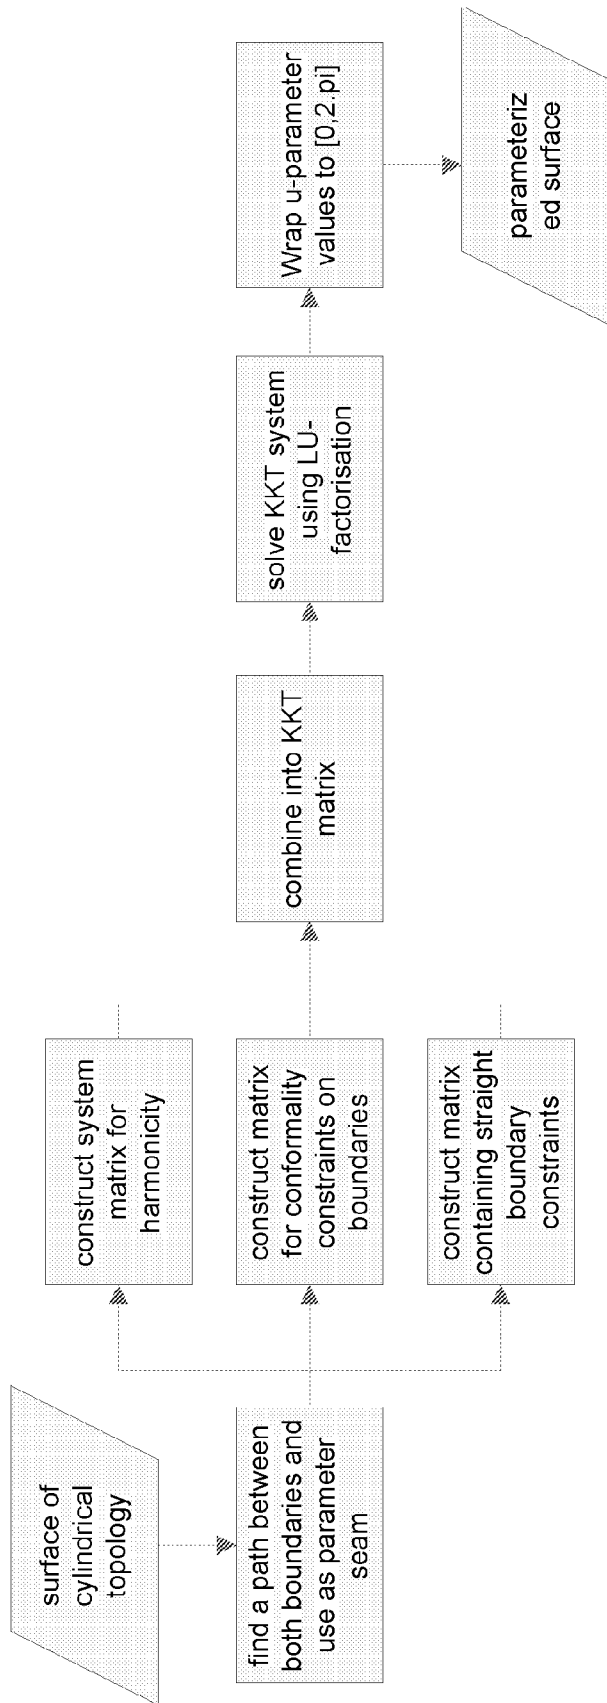 surface of
cylindrical
topology
find a path between
both boundaries and
use as parameter
seam
construct system
matrix for
harmonicity
construct matrix
for conformality
constraints on
boundaries
construct matrix
containing straight
boundary
constraints
combine into KKT
matrix
solve KKT system
using LU-
factorisation
Wrap u-parameter
values to [0,2.pi]
parameteriz
ed surface